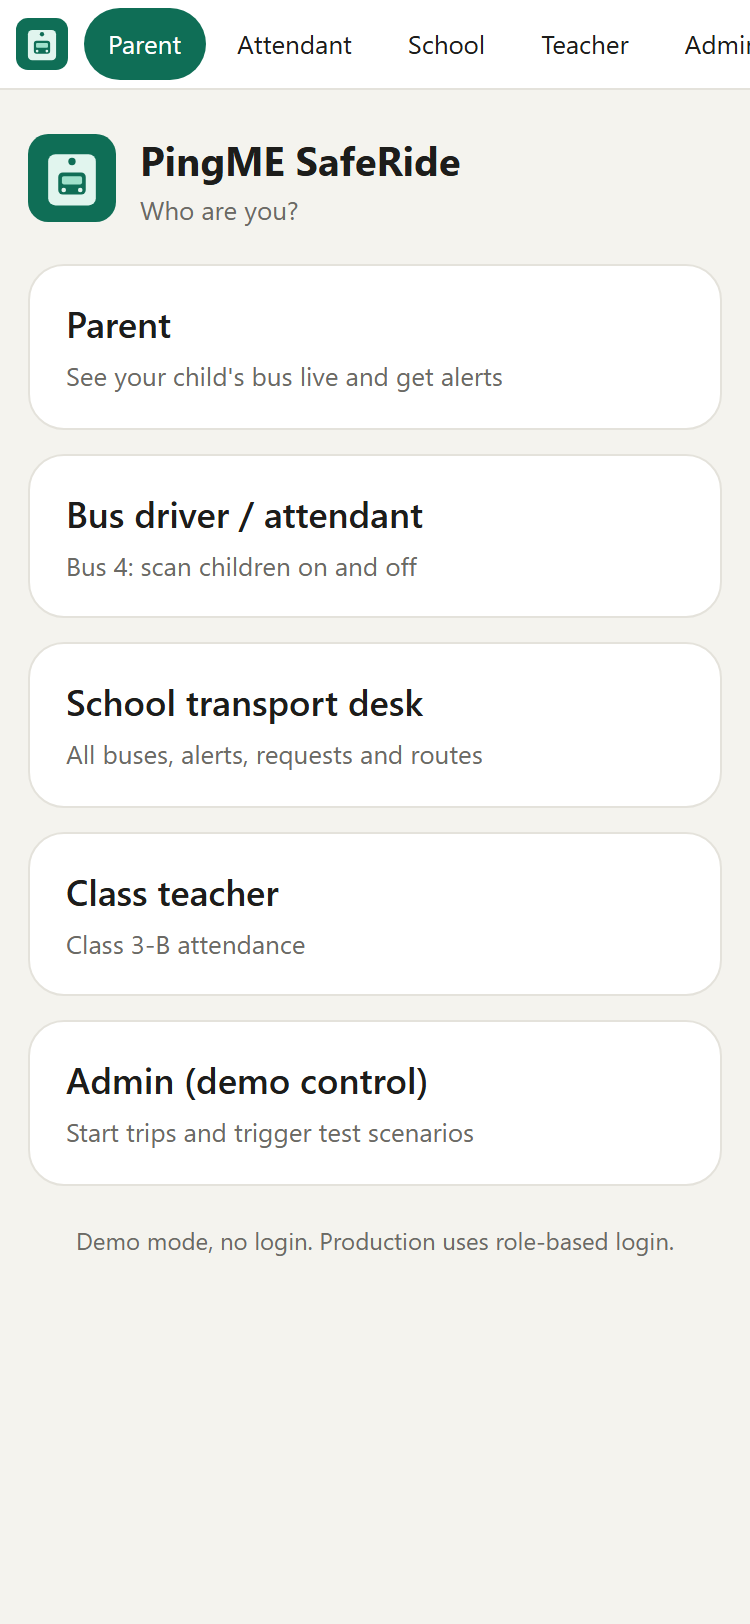 Parent Attendant School Teacher Admin
PingME SafeRide
Who are you?
Parent
See your child's bus live and get alerts
Bus driver / attendant
Bus 4: scan children on and off
School transport desk
All buses, alerts, requests and routes
Class teacher
Class 3-B attendance
Admin (demo control)
Start trips and trigger test scenarios
Demo mode, no login. Production uses role-based login.